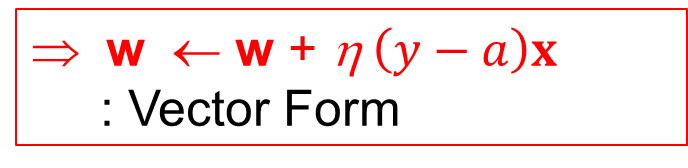 ⇒ w ← w + η (y − a)x
: Vector Form